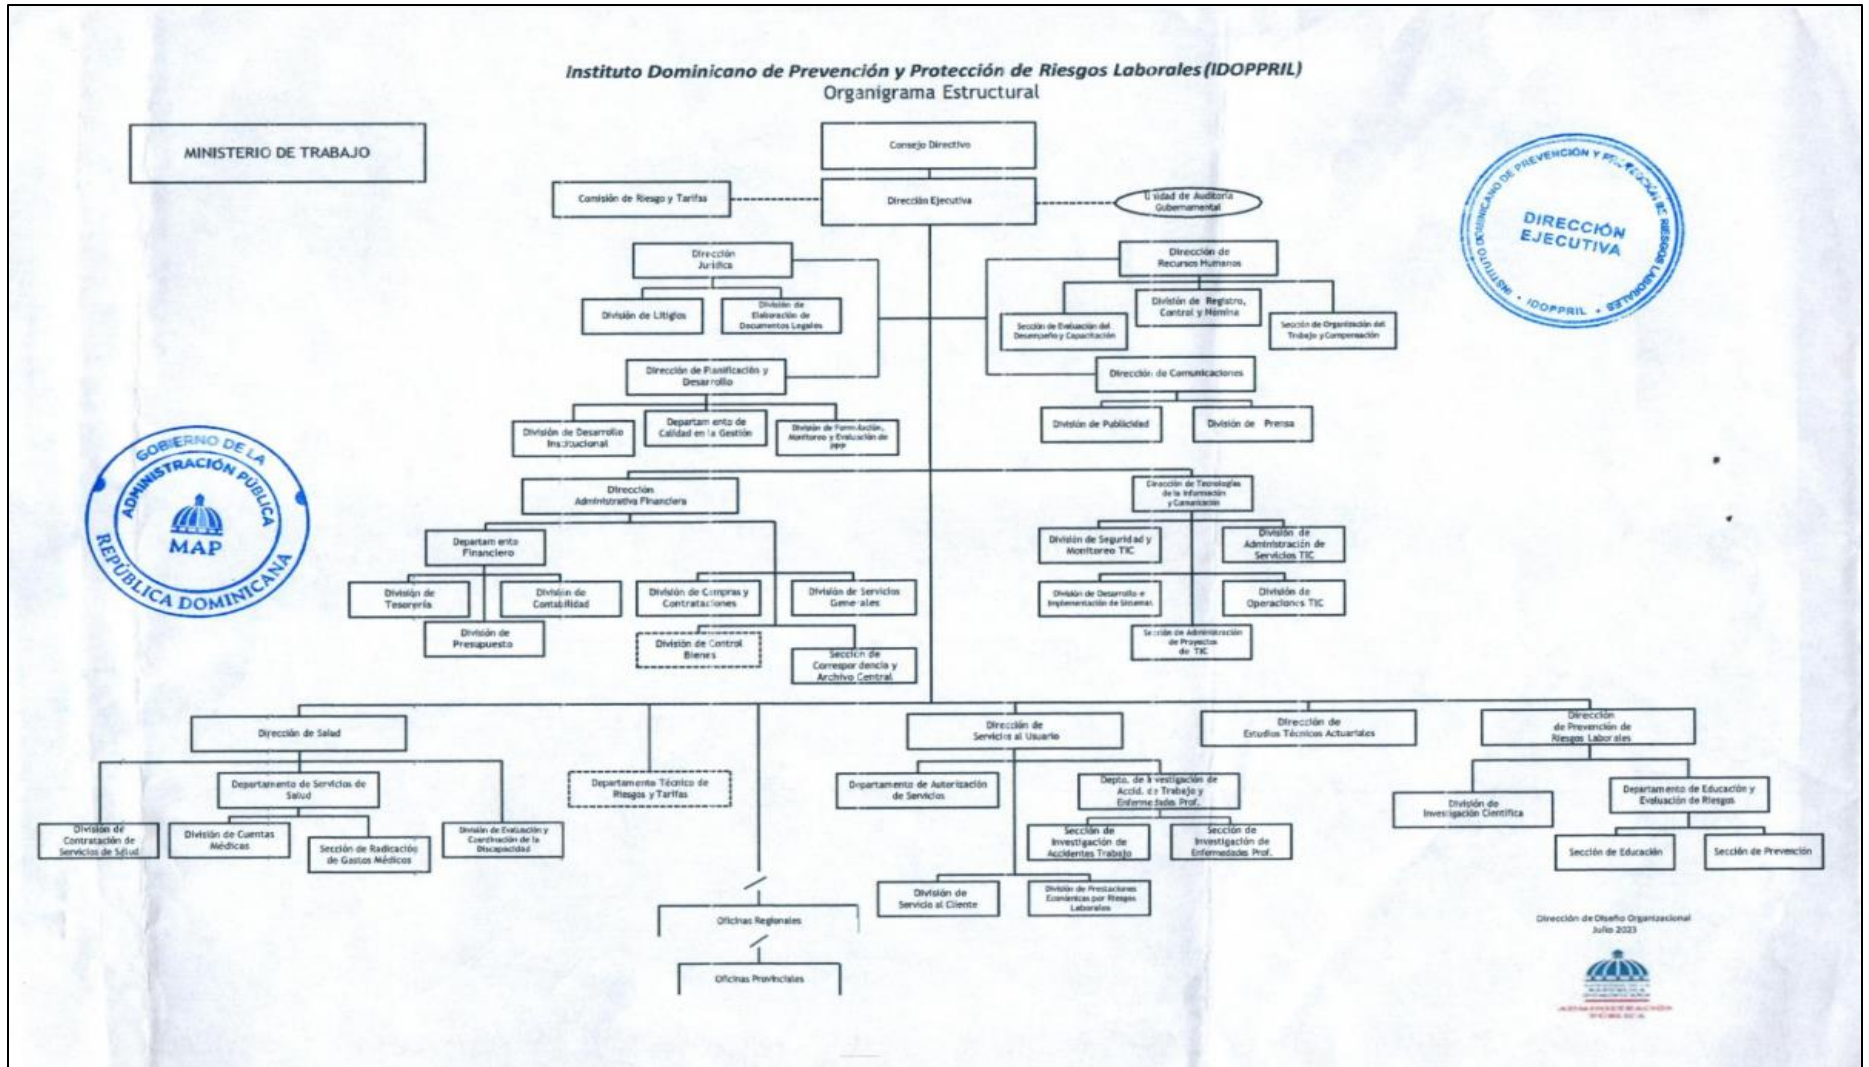 Instituto Dominicano de Prevención y Protección de Riesgos Laborales (IDOPPRIL)
Organigrama Estructural
MINISTERIO DE TRABAJO
Consejo Directivo
Comisión de Riesgo y Tarifas
Dirección Ejecutiva
Unidad de Auditoría
Gubernamental
INSTITUTO DOMINICANO DE PREVENCIÓN Y PROTECCIÓN DE RIESGOS LABORALES
DIRECCIÓN
EJECUTIVA
• IDOPPRIL •
Dirección
Jurídica
División de Litigios
División de
Elaboración de
Documentos Legales
Dirección de
Recursos Humanos
Sección de Evaluación del
Desempeño y Capacitación
División de Registro,
Control y Nómina
Sección de Organización del
Trabajo y Compensación
Dirección de Planificación y
Desarrollo
División de Desarrollo
Institucional
Departamento de
Calidad en la Gestión
División de Formulación,
Monitoreo y Evaluación de
PPP
Dirección de Comunicaciones
División de Publicidad
División de Prensa
GOBIERNO DE LA
REPÚBLICA DOMINICANA
ADMINISTRACIÓN PÚBLICA
MAP
Dirección
Administrativa Financiera
Departamento
Financiero
División de
Tesorería
División de
Contabilidad
División de
Presupuesto
División de Compras y
Contrataciones
División de Servicios
Generales
División de Control
Bienes
Sección de
Correspondencia y
Archivo Central
Dirección de Tecnologías
de la Información
y Comunicación
División de Seguridad y
Monitoreo TIC
División de
Administración de
Servicios TIC
División de Desarrollo e
Implementación de Sistemas
División de
Operaciones TIC
Sección de Administración
de Proyectos
de TIC
Dirección de Salud
División de
Contratación de
Servicios de Salud
Departamento de Servicios de
Salud
División de Cuentas
Médicas
Sección de Radicación
de Gastos Médicos
División de Evaluación y
Coordinación de la
Discapacidad
Departamento Técnico de
Riesgos y Tarifas
Oficinas Regionales
Oficinas Provinciales
Dirección de
Servicios al Usuario
Departamento de Autorización
de Servicios
Depto. de Investigación de
Accid. de Trabajo y
Enfermedades Prof.
Sección de
Investigación de
Accidentes Trabajo
Sección de
Investigación de
Enfermedades Prof.
División de
Servicio al Cliente
División de Prestaciones
Económicas por Riesgos
Laborales
Dirección de
Estudios Técnicos Actuariales
Dirección
de Prevención de
Riesgos Laborales
División de
Investigación Científica
Departamento de Educación y
Evaluación de Riesgos
Sección de Educación
Sección de Prevención
Dirección de Diseño Organizacional
Julio 2023
ADMINISTRACIÓN
PÚBLICA